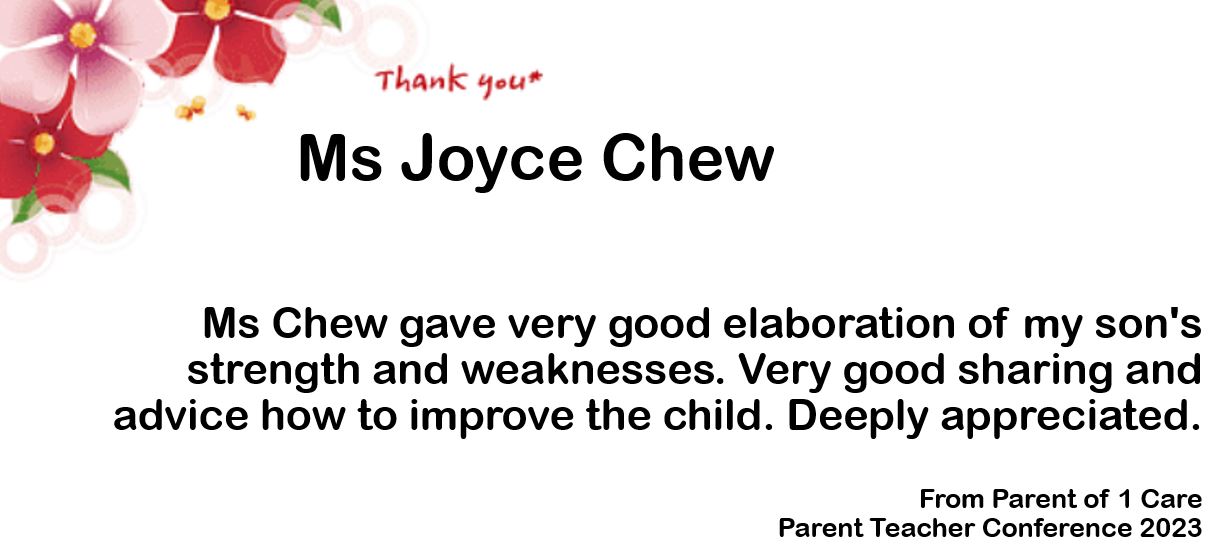 Thank you*
Ms Joyce Chew
Ms Chew gave very good elaboration of my son's
strength and weaknesses. Very good sharing and
advice how to improve the child. Deeply appreciated.
From Parent of 1 Care
Parent Teacher Conference 2023